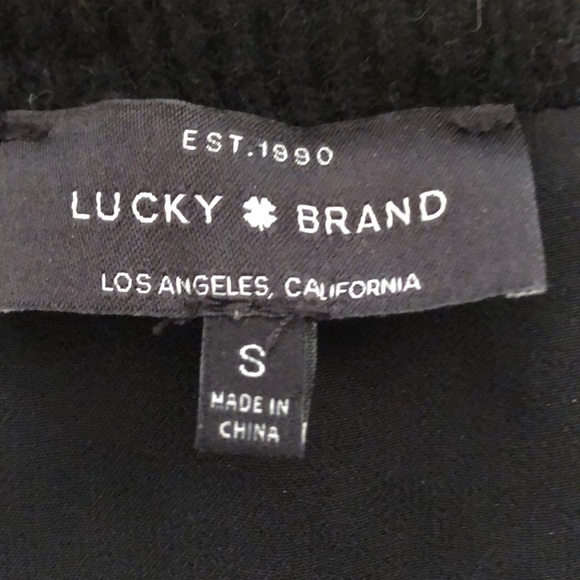 EST.1990
LUCKY BRAND
LOS ANGELES, CALIFORNIA
S
MADE IN
CHINA